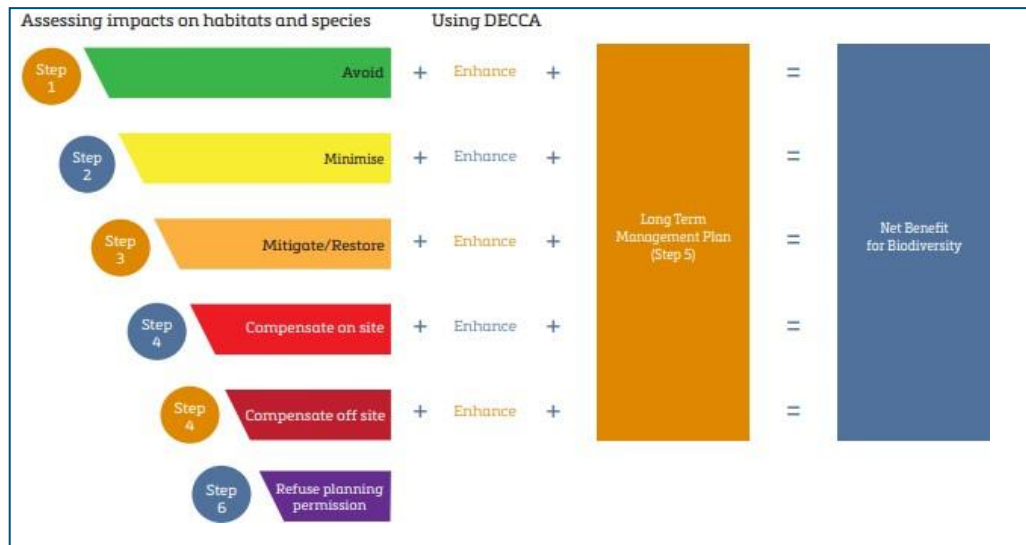 Assessing impacts on habitats and species
Using DECCA
Step
1
Avoid
+ Enhance + =
Step
2
Minimise
+ Enhance + =
Step
3
Mitigate/Restore
+ Enhance + =
Step
4
Compensate on site
+ Enhance + =
Step
4
Compensate off site
+ Enhance + =
Step
6
Refuse planning
permission
Long Term
Management Plan
(Step 5)
Net Benefit
for Biodiversity